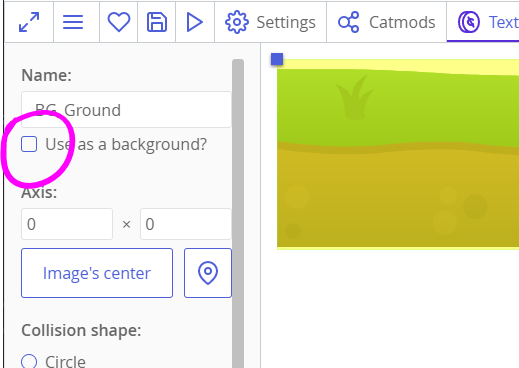 Settings
Catmods
Text
Name:
BG_Ground
Use as a background?
Axis:
0 × 0
Image's center
Collision shape:
Circle